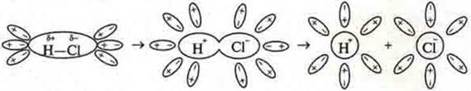 δ+ δ−
H—Cl → H⁺ Cl⁻ → H⁺ + Cl⁻